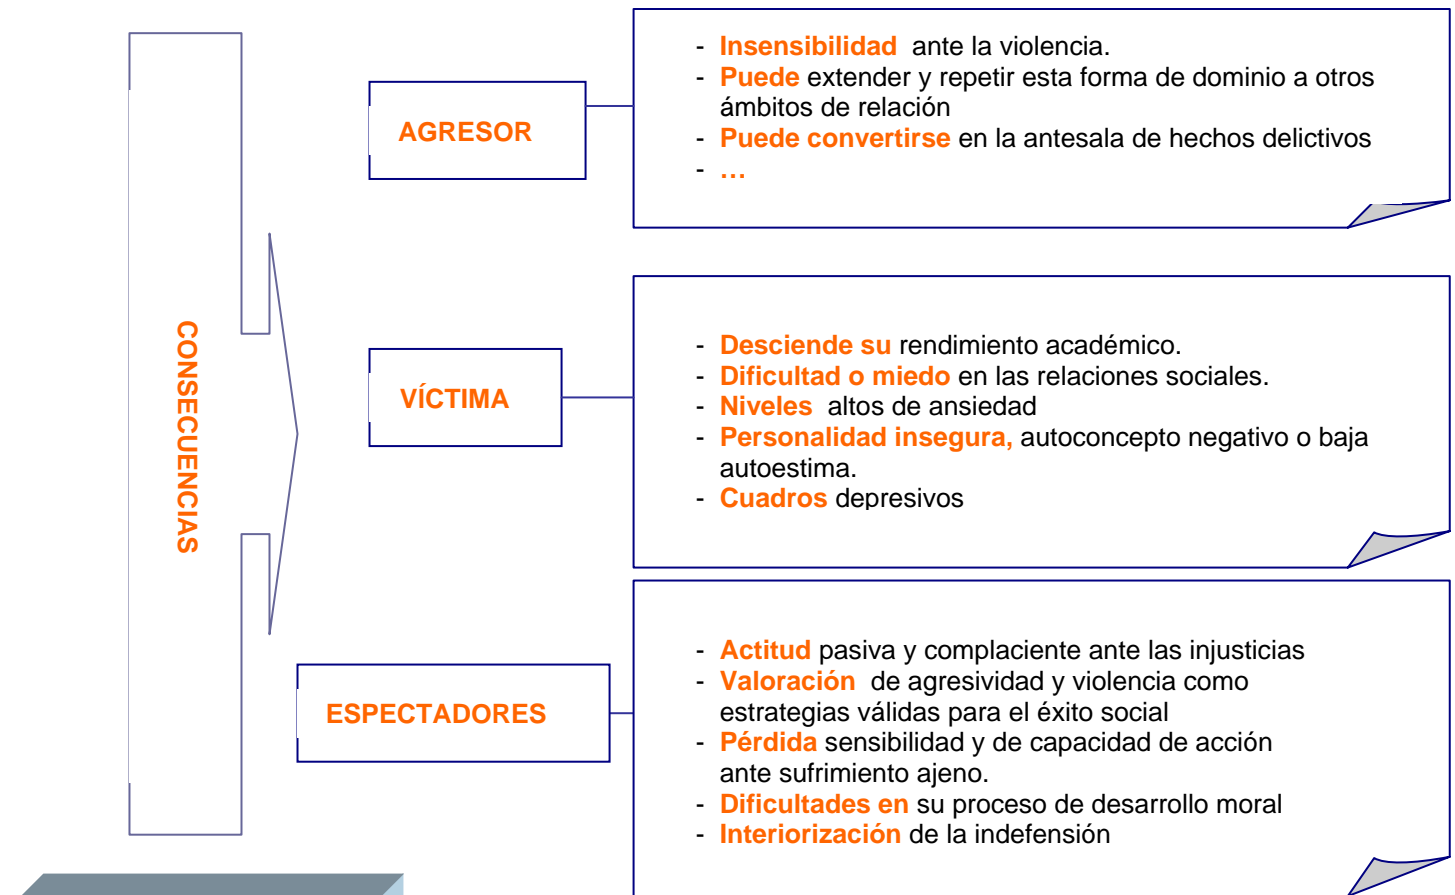 CONSECUENCIAS
AGRESOR
- Insensibilidad ante la violencia.
- Puede extender y repetir esta forma de dominio a otros
ámbitos de relación
- Puede convertirse en la antesala de hechos delictivos
- …
VÍCTIMA
- Desciende su rendimiento académico.
- Dificultad o miedo en las relaciones sociales.
- Niveles altos de ansiedad
- Personalidad insegura, autoconcepto negativo o baja
autoestima.
- Cuadros depresivos
ESPECTADORES
- Actitud pasiva y complaciente ante las injusticias
- Valoración de agresividad y violencia como
estrategias válidas para el éxito social
- Pérdida sensibilidad y de capacidad de acción
ante sufrimiento ajeno.
- Dificultades en su proceso de desarrollo moral
- Interiorización de la indefensión